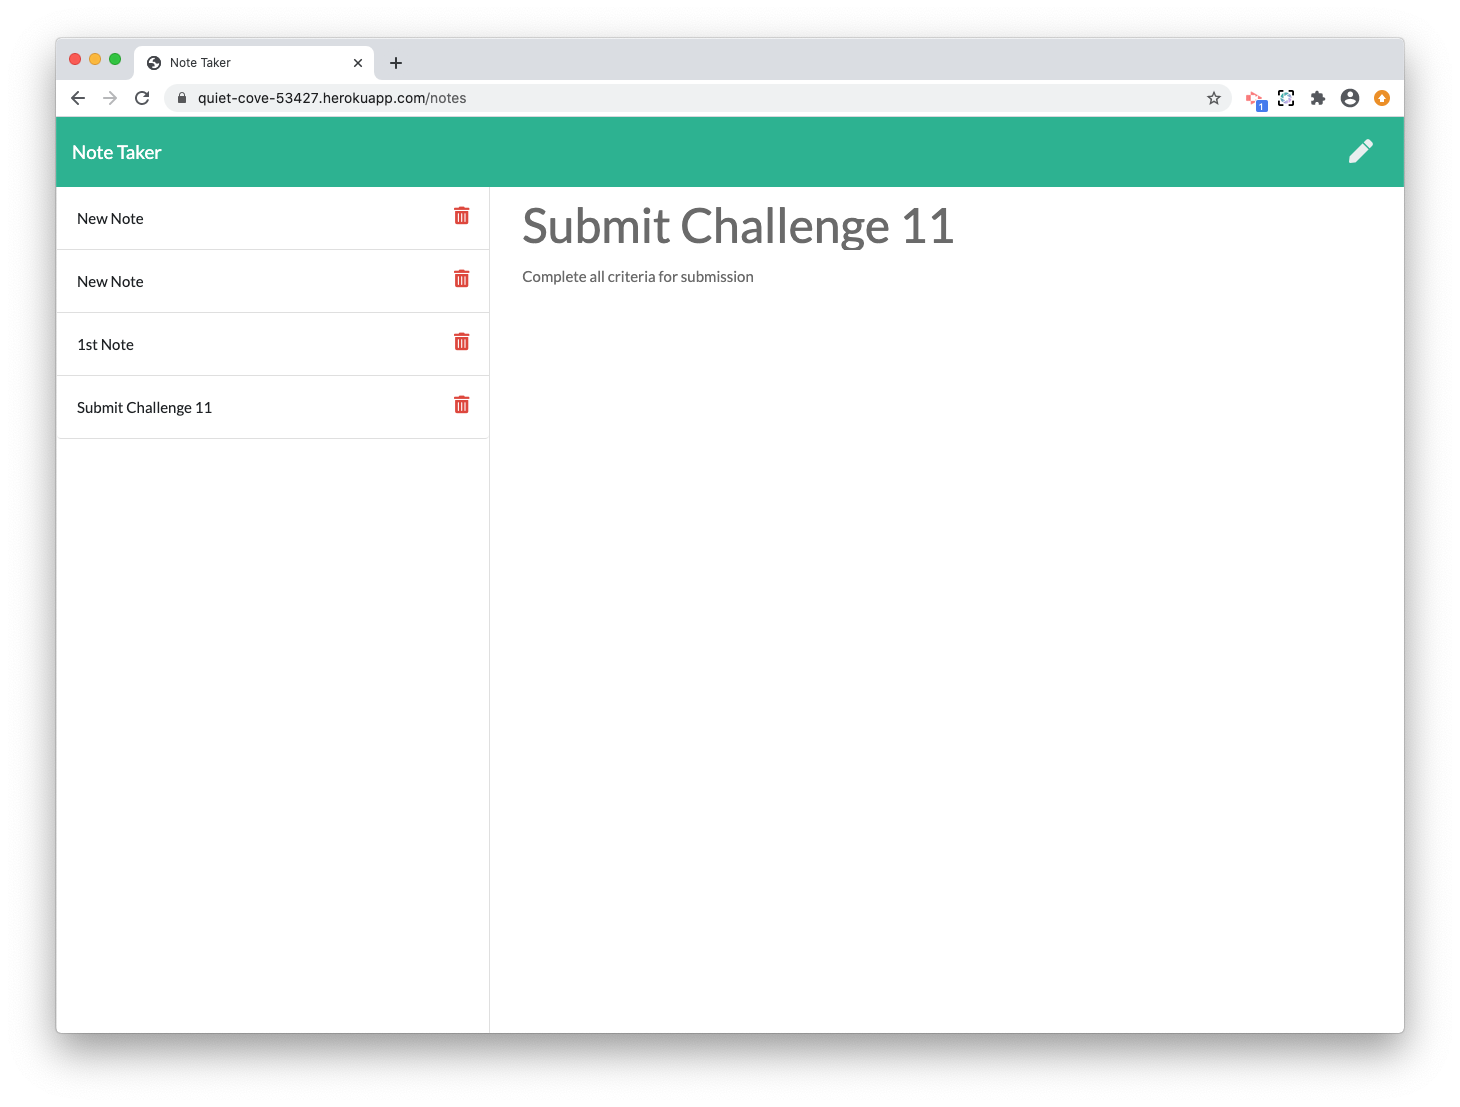 Note Taker
quiet-cove-53427.herokuapp.com/notes
1
Note Taker
New Note
New Note
1st Note
Submit Challenge 11
Submit Challenge 11
Complete all criteria for submission